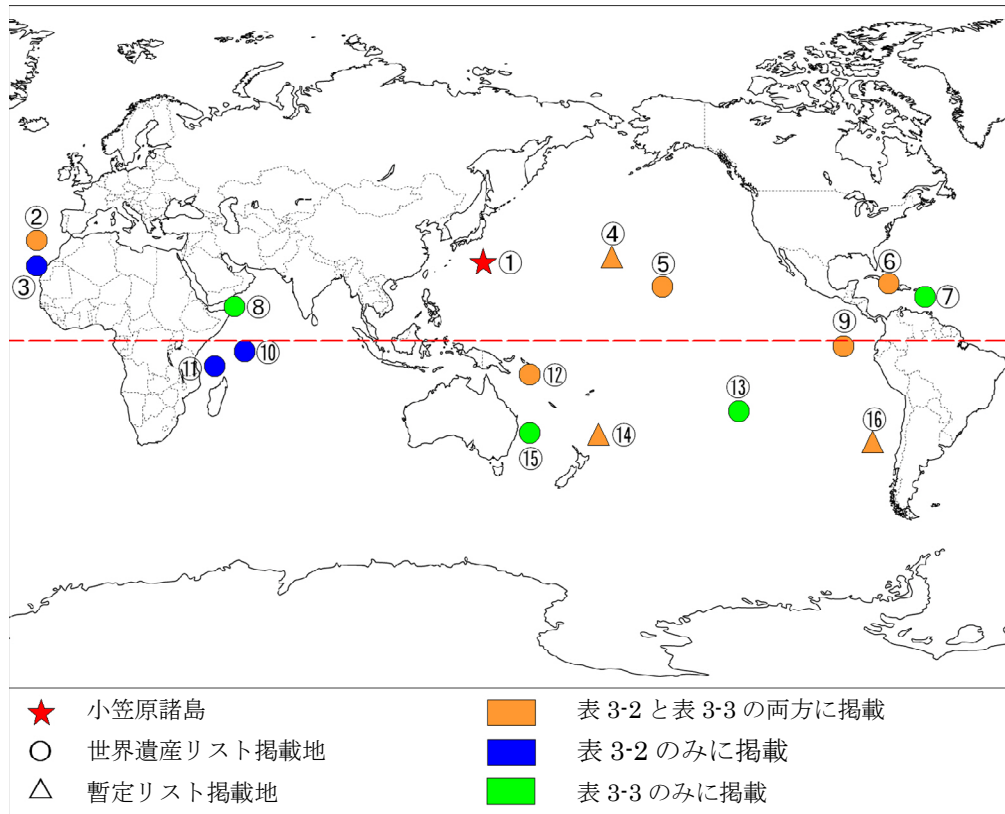 ②
③
①
④
⑤
⑥
⑦
⑧
⑨
⑩
⑪
⑫
⑬
⑭
⑮
⑯
小笠原諸島
世界遺産リスト掲載地
暫定リスト掲載地
表 3-2 と表 3-3 の両方に掲載
表 3-2 のみに掲載
表 3-3 のみに掲載